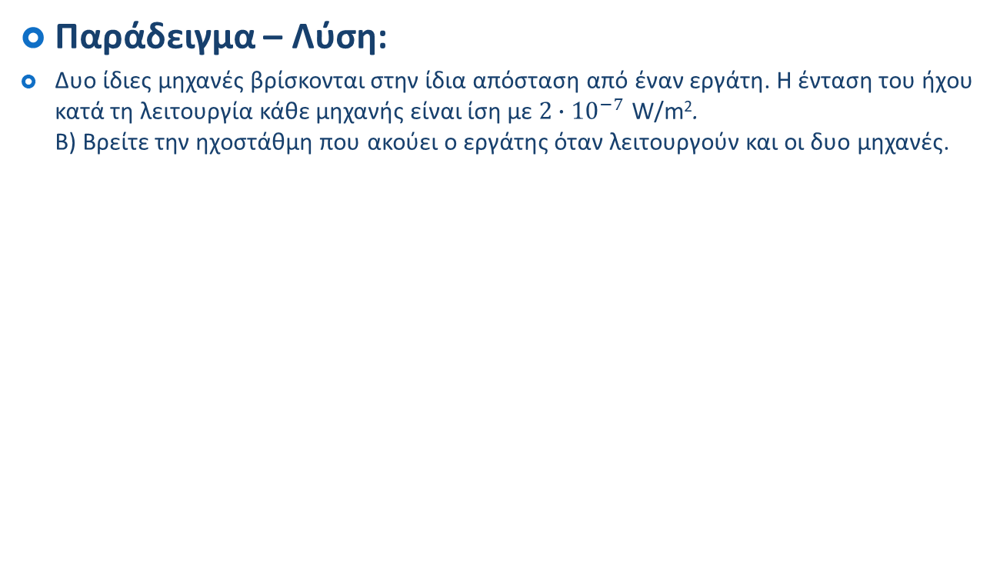 Παράδειγμα – Λύση:
Δυο ίδιες μηχανές βρίσκονται στην ίδια απόσταση από έναν εργάτη. Η ένταση του ήχου
κατά τη λειτουργία κάθε μηχανής είναι ίση με 2 · 10⁻⁷ W/m².
Β) Βρείτε την ηχοστάθμη που ακούει ο εργάτης όταν λειτουργούν και οι δυο μηχανές.